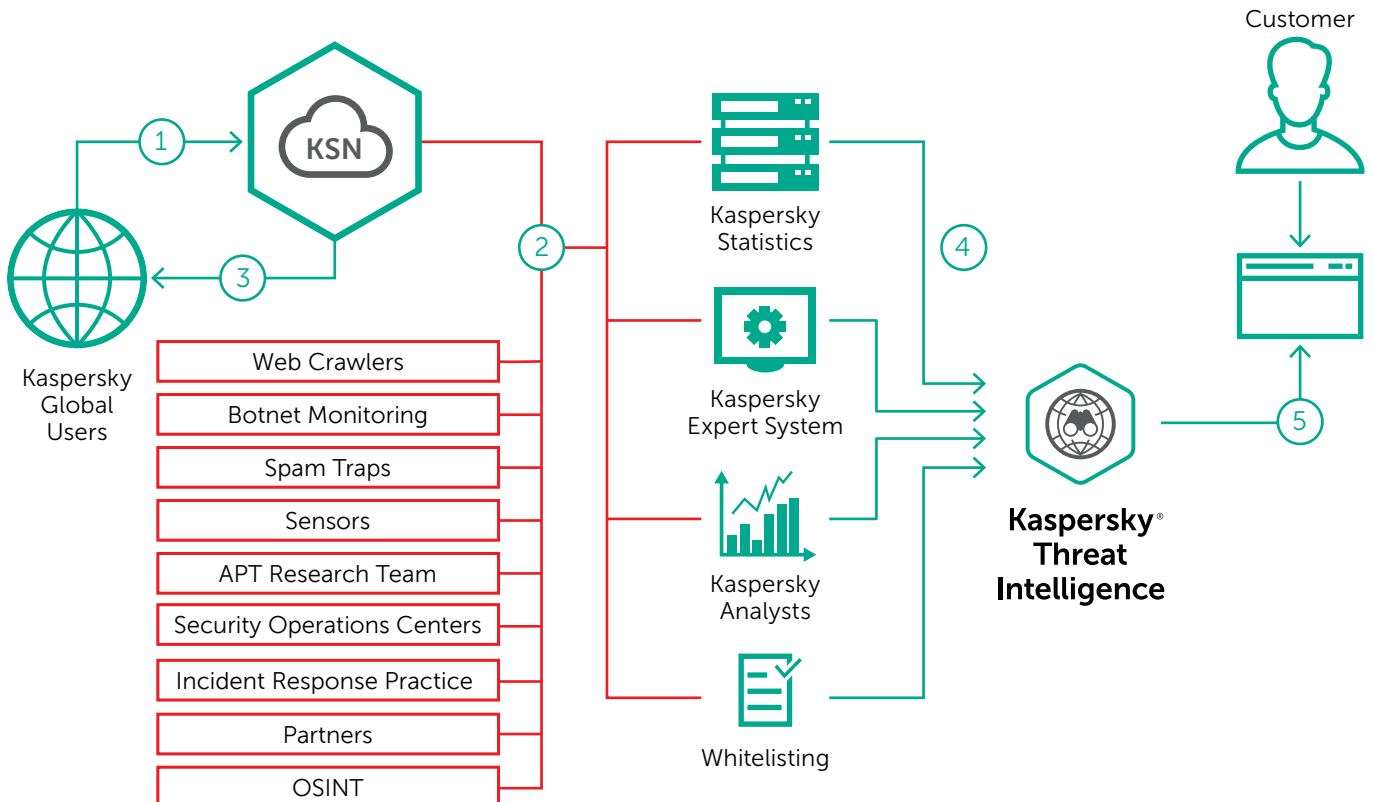 Customer
1
KSN
2
3
4
5
Kaspersky
Global
Users
Web Crawlers
Botnet Monitoring
Spam Traps
Sensors
APT Research Team
Security Operations Centers
Incident Response Practice
Partners
OSINT
Kaspersky
Statistics
Kaspersky
Expert System
Kaspersky
Analysts
Whitelisting
Kaspersky®
Threat
Intelligence